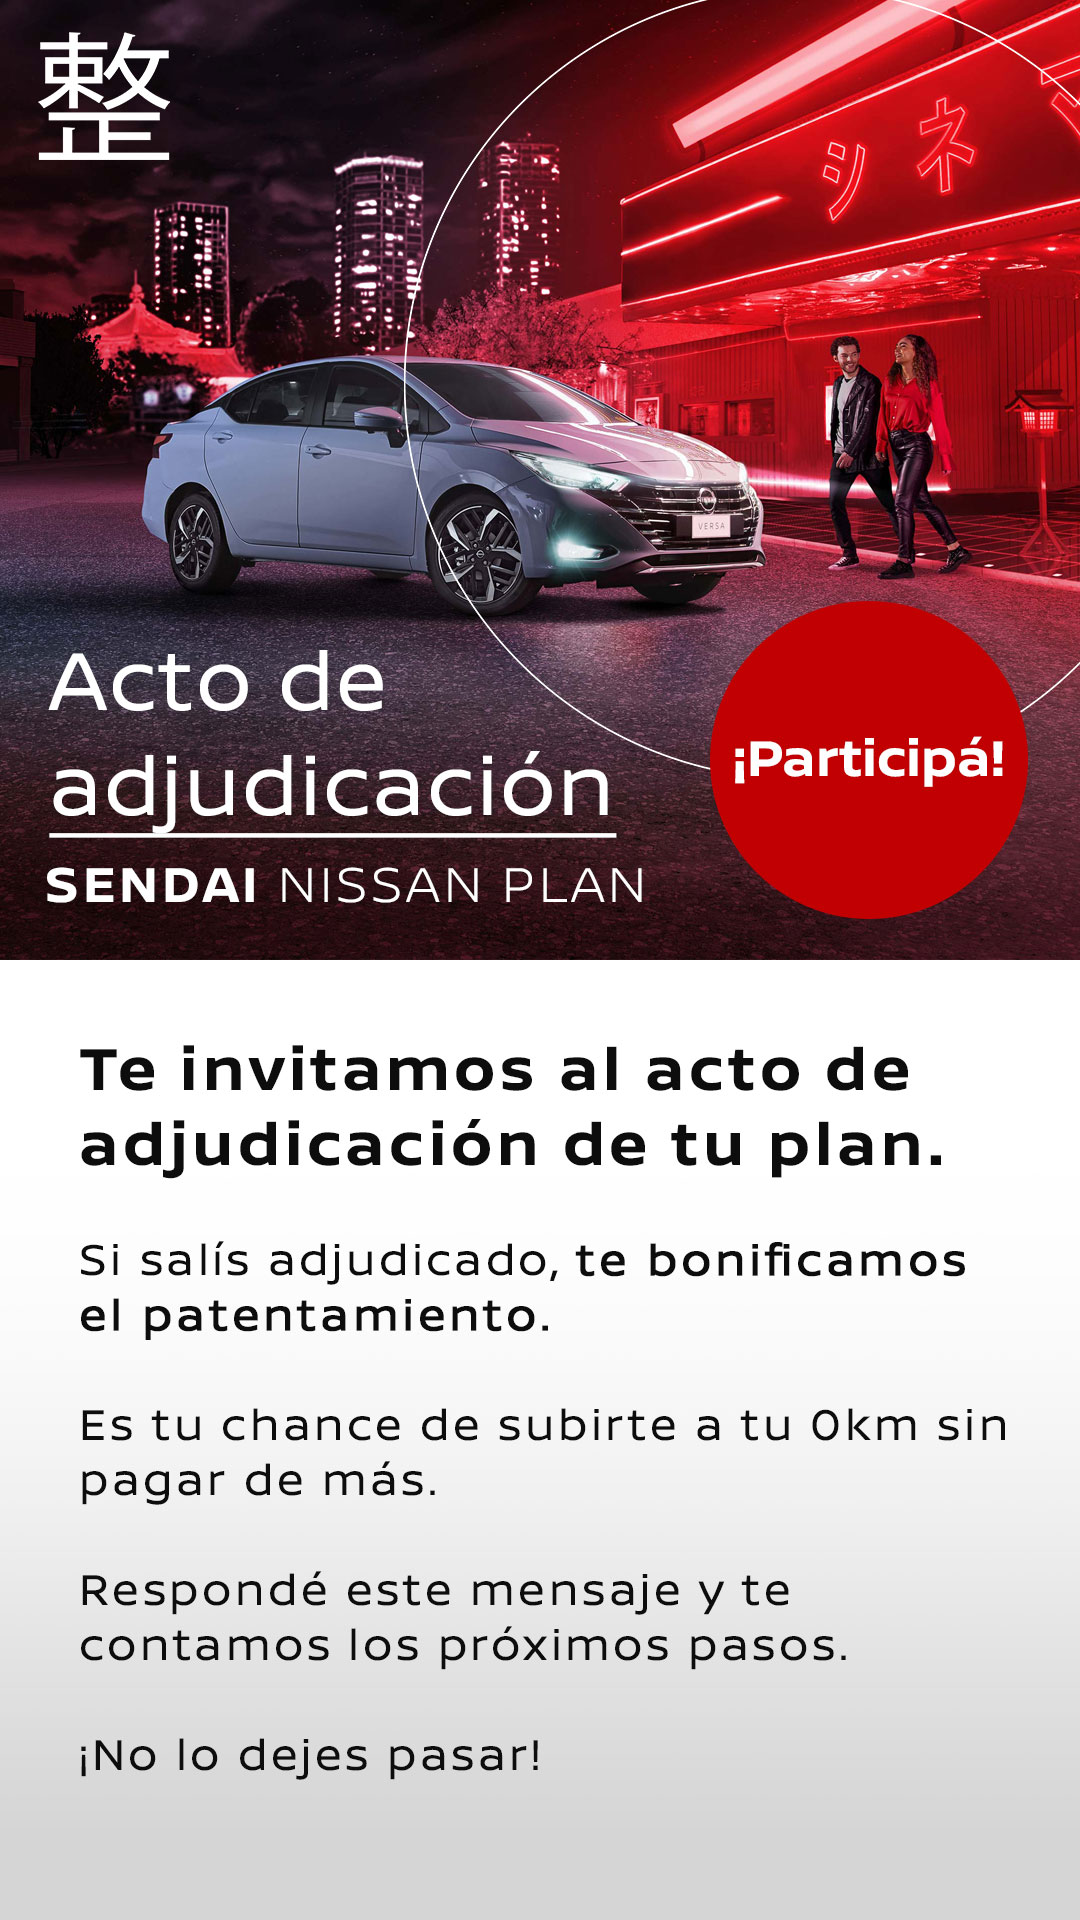 整
シネマ
NISSAN
VERSA
Acto de
adjudicación
SENDAI NISSAN PLAN
¡Participá!
Te invitamos al acto de
adjudicación de tu plan.
Si salís adjudicado, te bonificamos
el patentamiento.
Es tu chance de subirte a tu 0km sin
pagar de más.
Respondé este mensaje y te
contamos los próximos pasos.
¡No lo dejes pasar!